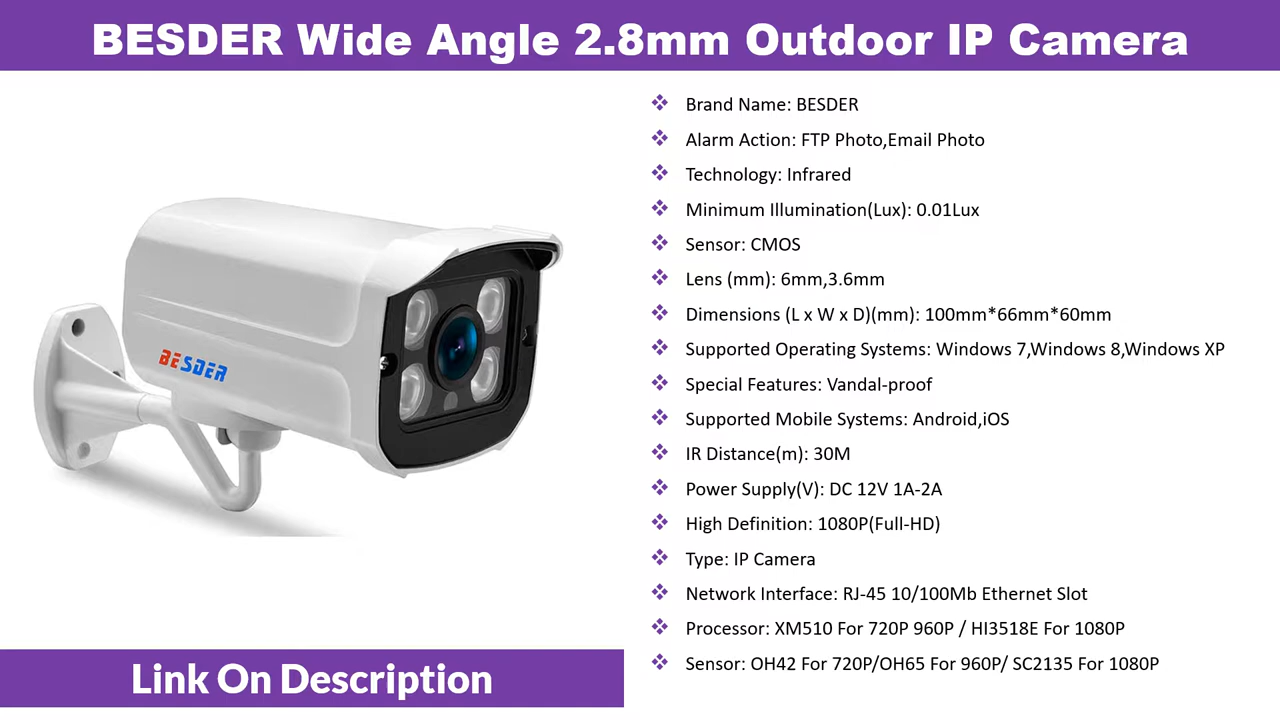 BESDER Wide Angle 2.8mm Outdoor IP Camera
BESDER
Link On Description
Brand Name: BESDER
Alarm Action: FTP Photo,Email Photo
Technology: Infrared
Minimum Illumination(Lux): 0.01Lux
Sensor: CMOS
Lens (mm): 6mm,3.6mm
Dimensions (L x W x D)(mm): 100mm*66mm*60mm
Supported Operating Systems: Windows 7,Windows 8,Windows XP
Special Features: Vandal-proof
Supported Mobile Systems: Android,iOS
IR Distance(m): 30M
Power Supply(V): DC 12V 1A-2A
High Definition: 1080P(Full-HD)
Type: IP Camera
Network Interface: RJ-45 10/100Mb Ethernet Slot
Processor: XM510 For 720P 960P / HI3518E For 1080P
Sensor: OH42 For 720P/OH65 For 960P/ SC2135 For 1080P